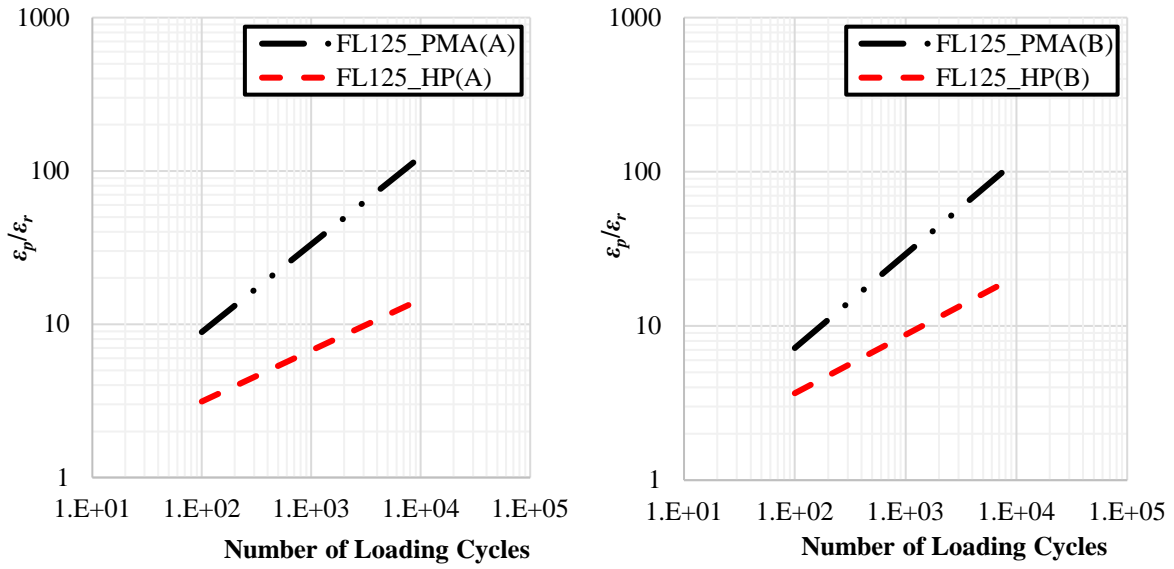 1000
100
10
1
εp/εr
FL125_PMA(A)
FL125_HP(A)
1.E+01 1.E+02 1.E+03 1.E+04 1.E+05
Number of Loading Cycles
1000
100
10
1
εp/εr
FL125_PMA(B)
FL125_HP(B)
1.E+01 1.E+02 1.E+03 1.E+04 1.E+05
Number of Loading Cycles